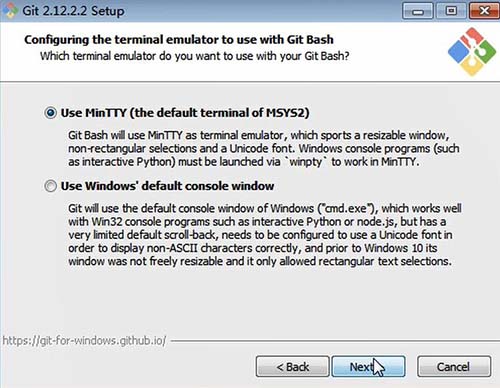 Git 2.12.2.2 Setup
Configuring the terminal emulator to use with Git Bash
Which terminal emulator do you want to use with your Git Bash?
Use MinTTY (the default terminal of MSYS2)
Git Bash will use MinTTY as terminal emulator, which sports a resizable window,
non-rectangular selections and a Unicode font. Windows console programs (such
as interactive Python) must be launched via `winpty` to work in MinTTY.
Use Windows' default console window
Git will use the default console window of Windows ("cmd.exe"), which works well
with Win32 console programs such as interactive Python or node.js, but has a
very limited default scroll-back, needs to be configured to use a Unicode font in
order to display non-ASCII characters correctly, and prior to Windows 10 its
window was not freely resizable and it only allowed rectangular text selections.
https://git-for-windows.github.io/
< Back
Next
Cancel